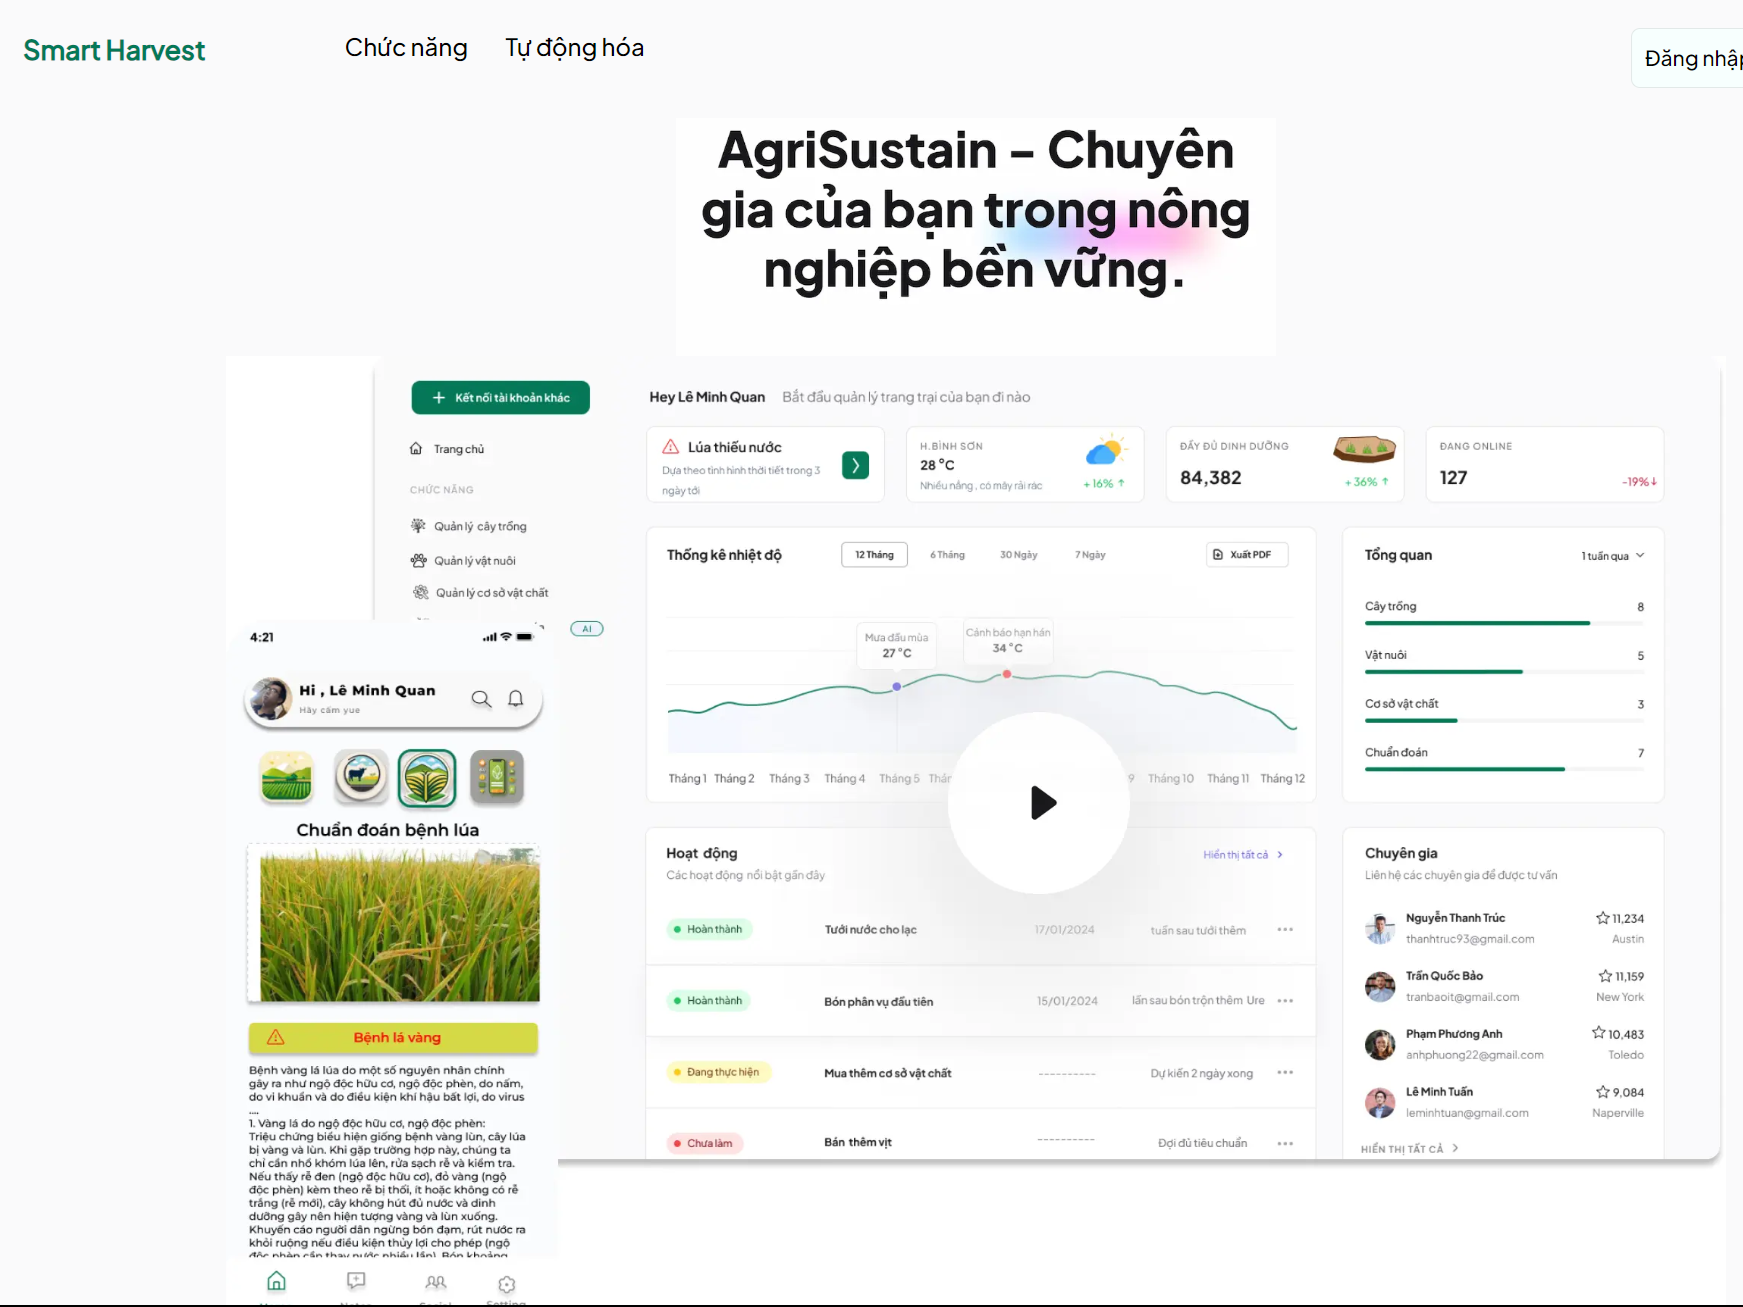 Smart Harvest
Chức năng
Tự động hóa
Đăng nhập
AgriSustain – Chuyên
gia của bạn trong nông
nghiệp bền vững.
Kết nối tài khoản khác
Trang chủ
CHỨC NĂNG
Quản lý cây trồng
Quản lý vật nuôi
Quản lý cơ sở vật chất
AI
Hey Lê Minh Quan
Bắt đầu quản lý trang trại của bạn đi nào
Lúa thiếu nước
Dựa theo tình hình thời tiết trong 3
ngày tới
H.BÌNH SƠN
28 °C
Nhiều nắng , có mây rải rác
+ 16% ↑
ĐẦY ĐỦ DINH DƯỠNG
84,382
+ 36% ↑
ĐANG ONLINE
127
-19%↓
Thống kê nhiệt độ
12 Tháng
6 Tháng
30 Ngày
7 Ngày
Xuất PDF
Mưa đầu mùa
27 °C
Cảnh báo hạn hán
34 °C
Tháng 1 Tháng 2 Tháng 3 Tháng 4 Tháng 5 9 Tháng 10 Tháng 11 Tháng 12
Tổng quan
1 tuần qua
Cây trồng 8
Vật nuôi 5
Cơ sở vật chất 3
Chuẩn đoán 7
Hoạt động
Hiển thị tất cả
Các hoạt động nổi bật gần đây
Hoàn thành Tưới nước cho lạc 17/01/2024 tuần sau tưới thêm
Hoàn thành Bón phân vụ đầu tiên 15/01/2024 lần sau bón trộn thêm Ure
Đang thực hiện Mua thêm cơ sở vật chất ---------- Dự kiến 2 ngày xong
Chưa làm Bán thêm vịt ---------- Đợi đủ tiêu chuẩn
Chuyên gia
Liên hệ các chuyên gia để được tư vấn
Nguyễn Thanh Trúc 11,234
thanhtruc93@gmail.com Austin
Trần Quốc Bảo 11,159
tranbaoit@gmail.com New York
Phạm Phương Anh 10,483
anhphuong22@gmail.com Toledo
Lê Minh Tuấn 9,084
leminhtuan@gmail.com Naperville
HIỂN THỊ TẤT CẢ
4:21
Hi , Lê Minh Quan
Hãy cấm yue
Chuẩn đoán bệnh lúa
Bệnh lá vàng
Bệnh vàng lá lúa do một số nguyên nhân chính
gây ra như ngộ độc hữu cơ, ngộ độc phèn, do nấm,
do vi khuẩn và do điều kiện khí hậu bất lợi, do virus
....
1. Vàng lá do ngộ độc hữu cơ, ngộ độc phèn:
Triệu chứng biểu hiện giống bệnh vàng lùn, cây lúa
bị vàng và lùn. Khi gặp trường hợp này, chúng ta
chỉ cần nhổ khóm lúa lên, rửa sạch rễ và kiểm tra.
Nếu thấy rễ đen (ngộ độc hữu cơ), đỏ vàng (ngộ
độc phèn) kèm theo rễ bị thối, ít hoặc không có rễ
trắng (rễ mới), cây không hút đủ nước và dinh
dưỡng gây nên hiện tượng vàng và lùn xuống.
Khuyến cáo người dân ngừng bón đạm, rút nước ra
khỏi ruộng nếu điều kiện thủy lợi cho phép (ngộ
độc phèn cần thay nước nhiều lần). Bón khoảng
Setting